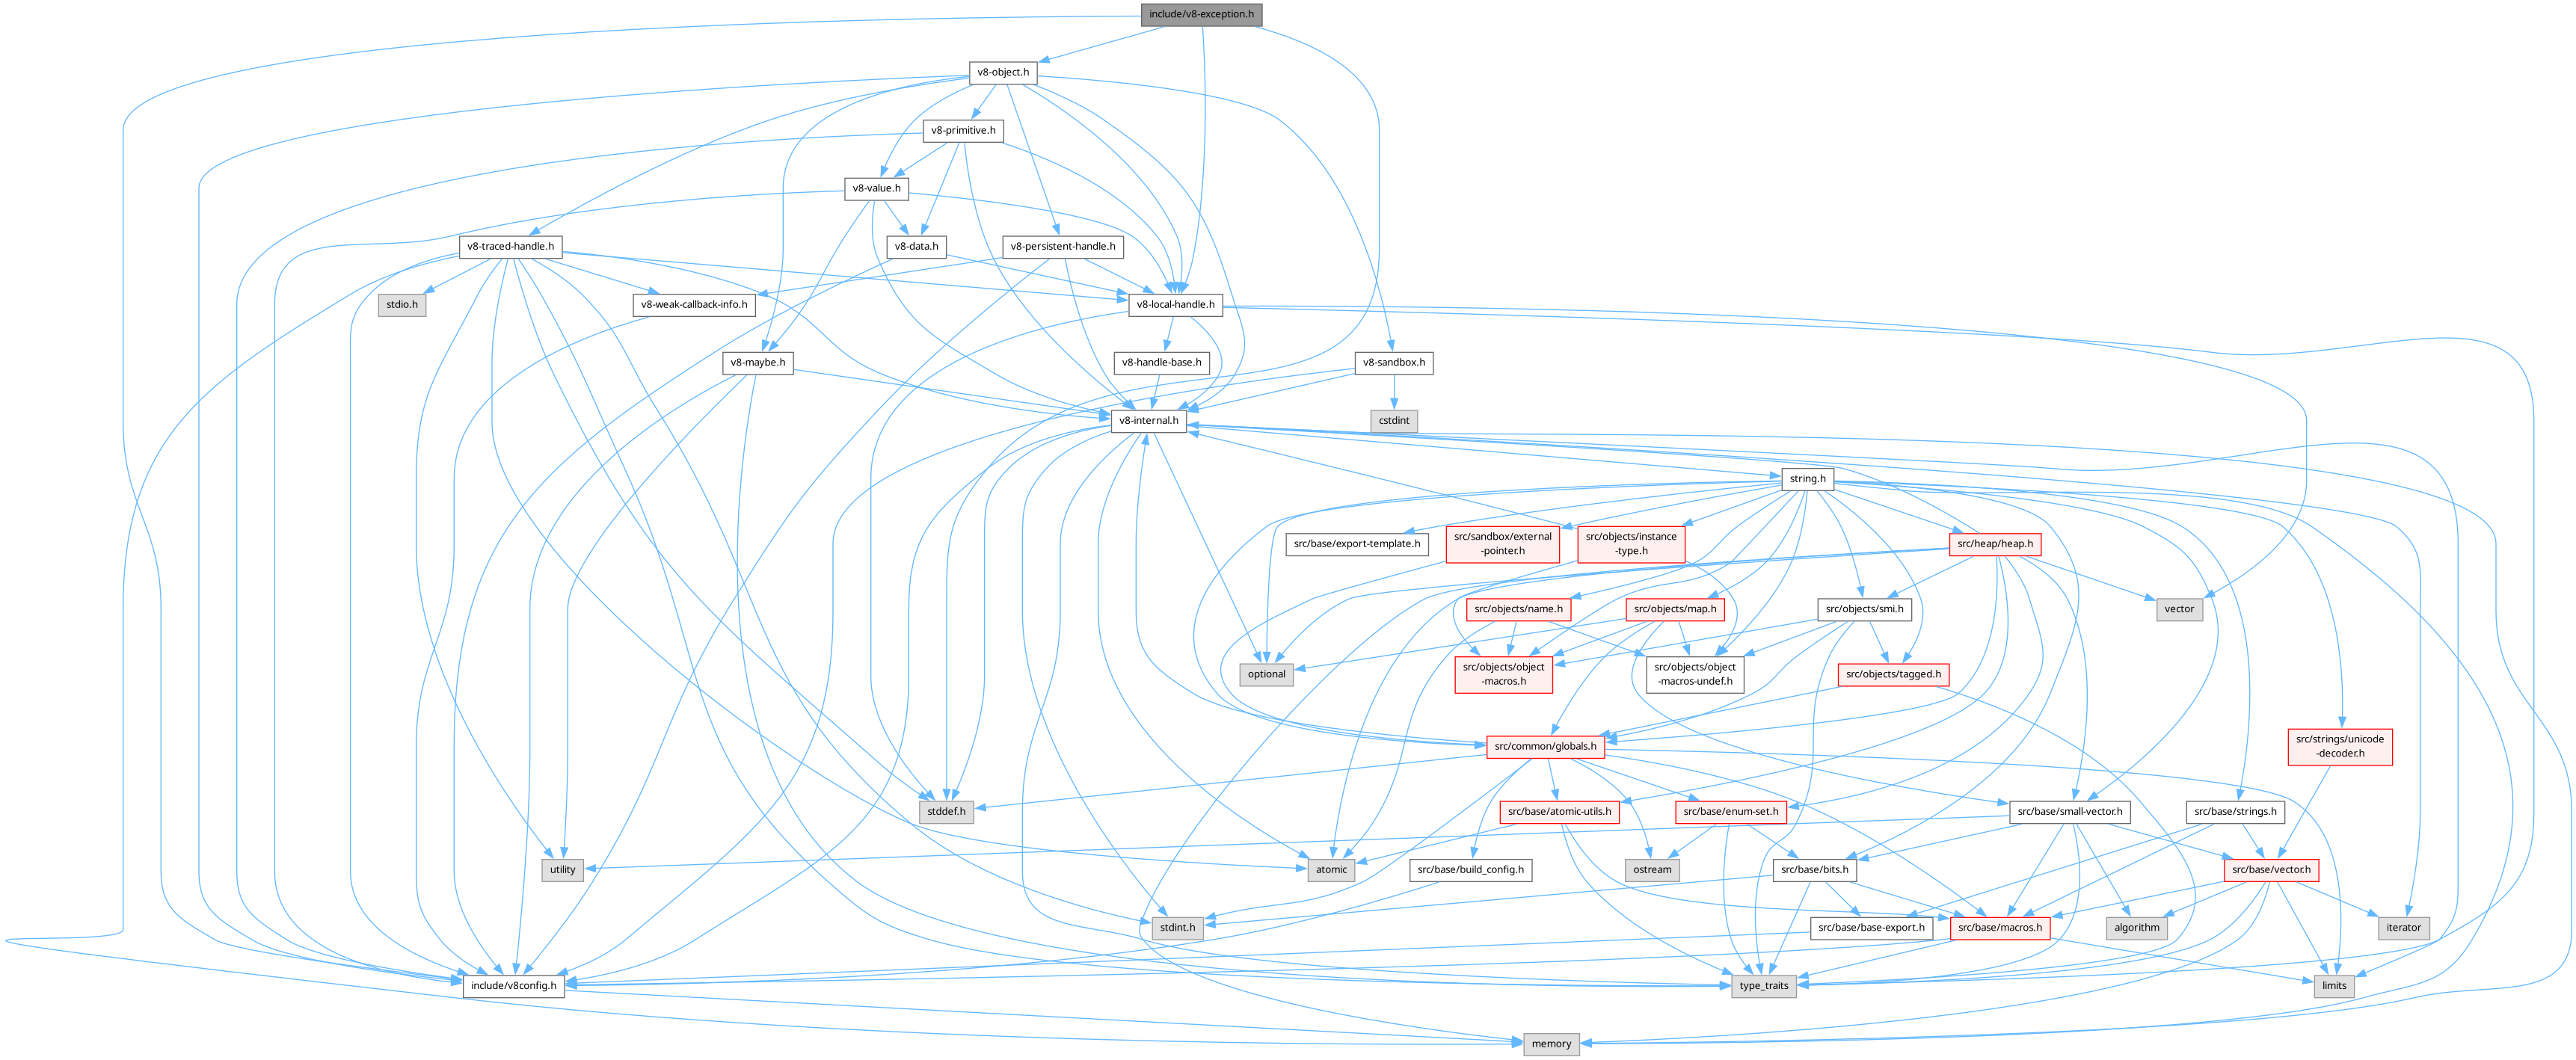 include/v8-exception.h
v8-object.h
v8-primitive.h
v8-value.h
v8-traced-handle.h
v8-data.h
v8-persistent-handle.h
stdio.h
v8-weak-callback-info.h
v8-local-handle.h
v8-maybe.h
v8-handle-base.h
v8-sandbox.h
v8-internal.h
cstdint
string.h
src/base/export-template.h
src/sandbox/external
-pointer.h
src/objects/instance
-type.h
src/heap/heap.h
src/objects/name.h
src/objects/map.h
src/objects/smi.h
vector
optional
src/objects/object
-macros.h
src/objects/object
-macros-undef.h
src/objects/tagged.h
src/common/globals.h
src/strings/unicode
-decoder.h
stddef.h
src/base/atomic-utils.h
src/base/enum-set.h
src/base/small-vector.h
src/base/strings.h
utility
atomic
src/base/build_config.h
ostream
src/base/bits.h
src/base/vector.h
stdint.h
src/base/base-export.h
src/base/macros.h
algorithm
iterator
include/v8config.h
type_traits
limits
memory